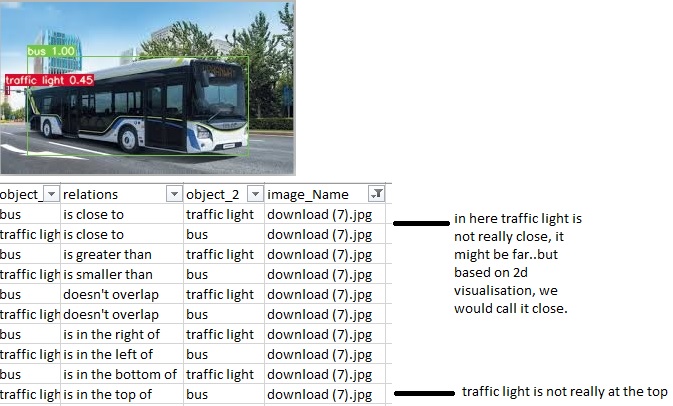 bus 1.00
traffic light 0.45
object_ relations object_2 image_Name
bus is close to traffic light download (7).jpg
traffic ligh is close to bus download (7).jpg
bus is greater than traffic light download (7).jpg
traffic ligh is smaller than bus download (7).jpg
bus doesn't overlap traffic light download (7).jpg
traffic ligh doesn't overlap bus download (7).jpg
bus is in the right of traffic light download (7).jpg
traffic ligh is in the left of bus download (7).jpg
bus is in the bottom of traffic light download (7).jpg
traffic ligh is in the top of bus download (7).jpg
in here traffic light is
not really close, it
might be far..but
based on 2d
visualisation, we
would call it close.
traffic light is not really at the top